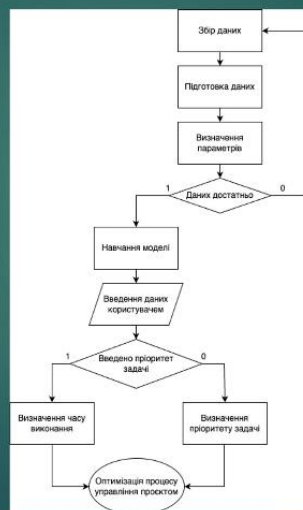 Збір даних
Підготовка даних
Визначення
параметрів
1
Даних достатньо
0
Навчання моделі
Введення даних
користувачем
1
Введено пріоритет
задачі
0
Визначення часу
виконання
Визначення
пріоритету задачі
Оптимізація процесу
управління проєктом